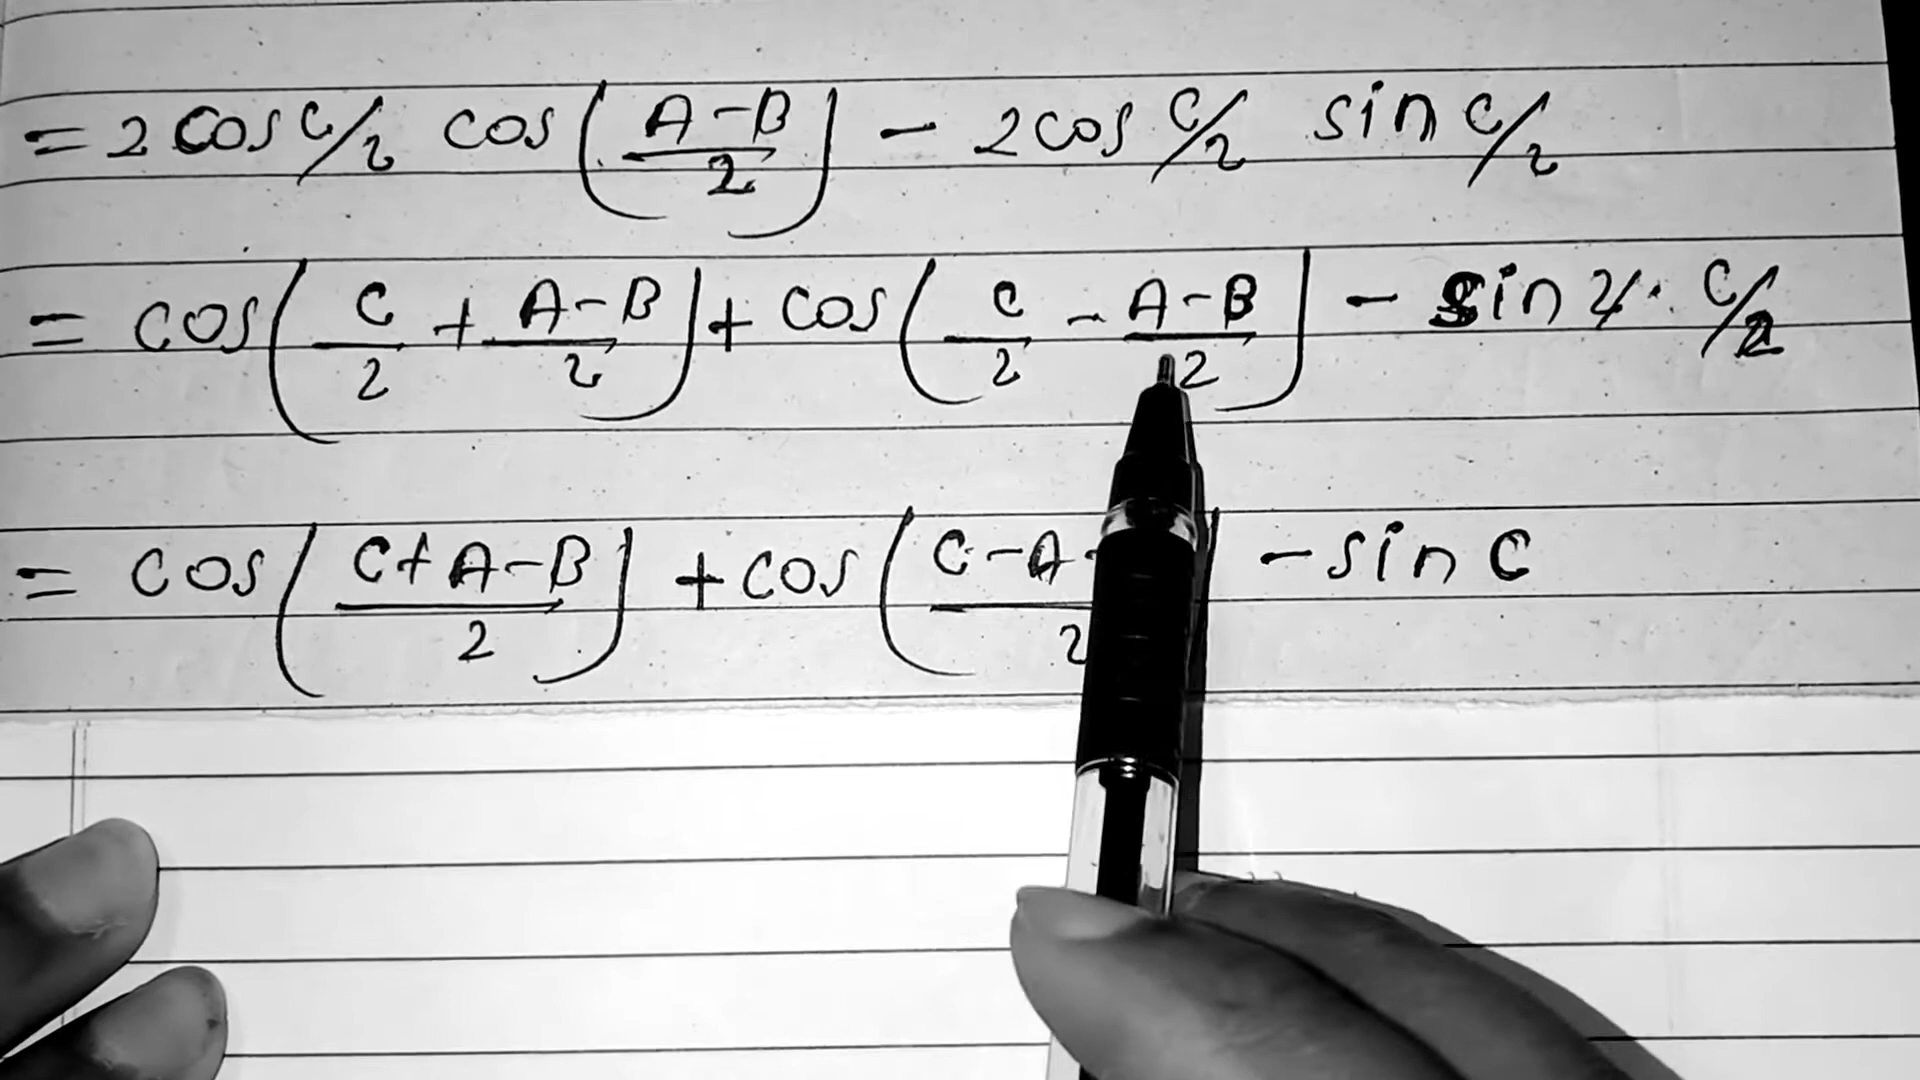 = 2 cos C/2 cos (A-B/2) - 2 cos C/2 sin C/2
= cos (C/2 + A-B/2) + cos (C/2 - A-B/2) - sin 2 · C/2
= cos (C+A-B/2) + cos (C-A /2) - sin C